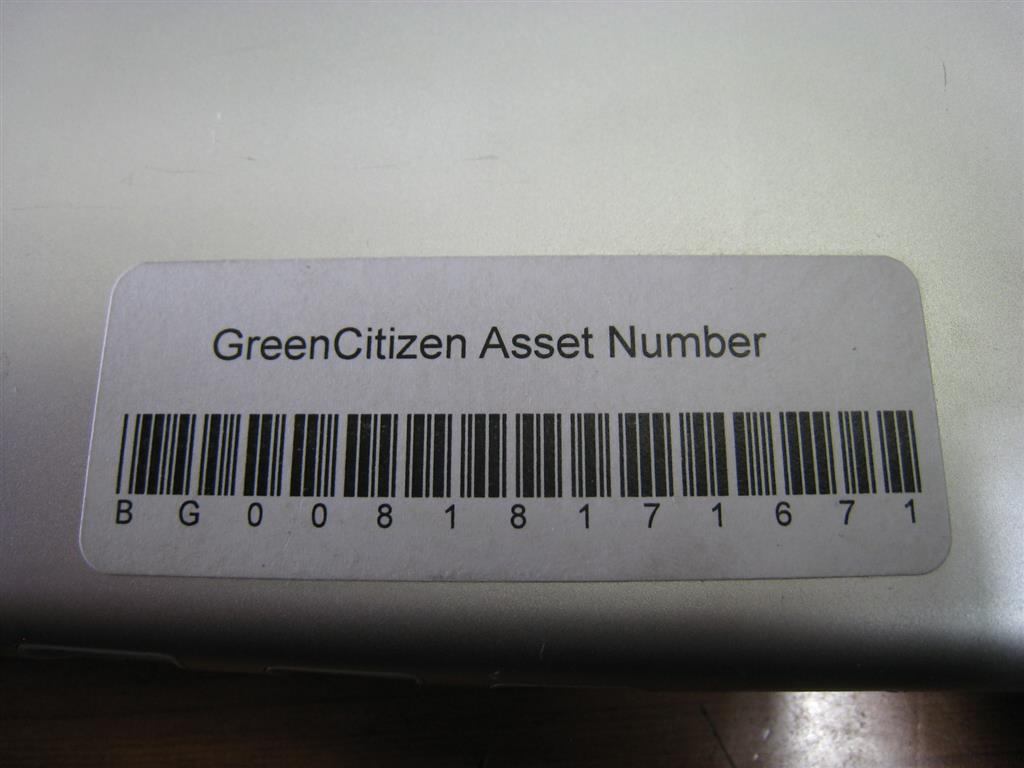 GreenCitizen Asset Number
B G 0 0 8 1 8 1 7 1 6 7 1